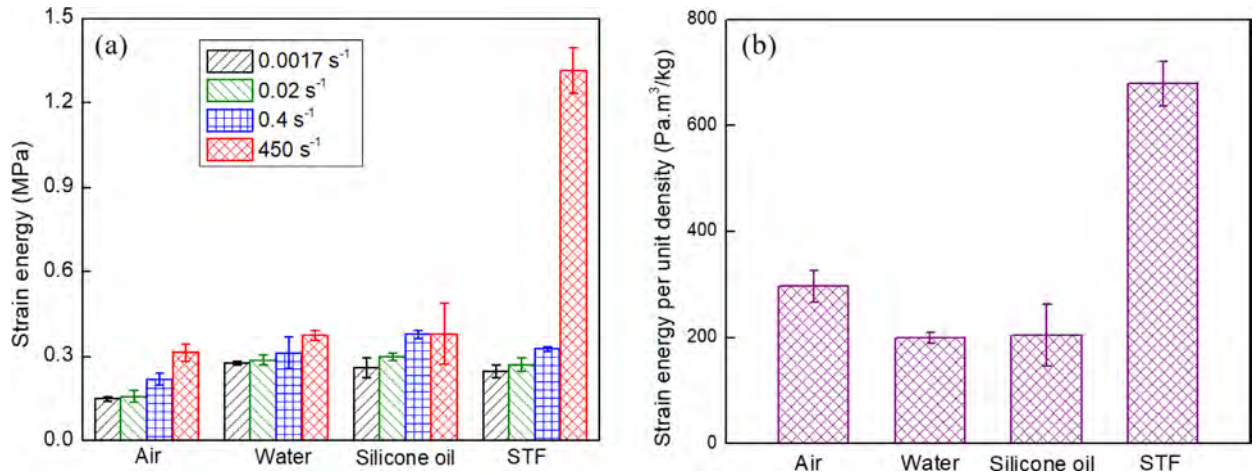 (a)
1.5
1.2
0.9
0.6
0.3
0.0
Strain energy (MPa)
0.0017 s⁻¹
0.02 s⁻¹
0.4 s⁻¹
450 s⁻¹
Air Water Silicone oil STF
(b)
800
600
400
200
0
Strain energy per unit density (Pa.m³/kg)
Air Water Silicone oil STF